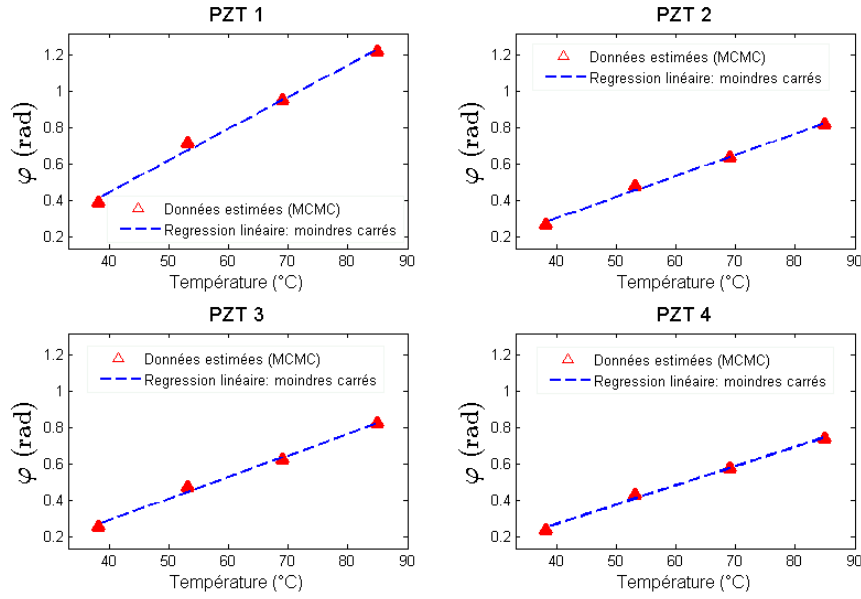 PZT 1
1.2
1
0.8
0.6
0.4
0.2
φ (rad)
Données estimées (MCMC)
Regression linéaire: moindres carrés
40 50 60 70 80 90
Température (°C)
PZT 2
1.2
1
0.8
0.6
0.4
0.2
φ (rad)
Données estimées (MCMC)
Regression linéaire: moindres carrés
40 50 60 70 80 90
Température (°C)
PZT 3
1.2
1
0.8
0.6
0.4
0.2
φ (rad)
Données estimées (MCMC)
Regression linéaire: moindres carrés
40 50 60 70 80 90
Température (°C)
PZT 4
1.2
1
0.8
0.6
0.4
0.2
φ (rad)
Données estimées (MCMC)
Regression linéaire: moindres carrés
40 50 60 70 80 90
Température (°C)